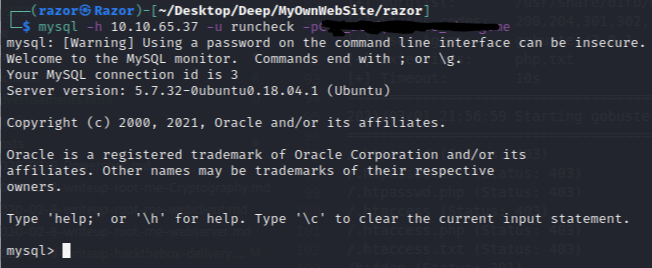 ┌──(razor㉿Razor)-[~/Desktop/Deep/MyOwnWebSite/razor]
└─$ mysql -h 10.10.65.37 -u runcheck
mysql: [Warning] Using a password on the command line interface can be insecure.
Welcome to the MySQL monitor.  Commands end with ; or \g.
Your MySQL connection id is 3
Server version: 5.7.32-0ubuntu0.18.04.1 (Ubuntu)
Copyright (c) 2000, 2021, Oracle and/or its affiliates.
Oracle is a registered trademark of Oracle Corporation and/or its
affiliates. Other names may be trademarks of their respective
owners.
Type 'help;' or '\h' for help. Type '\c' to clear the current input statement.
mysql>